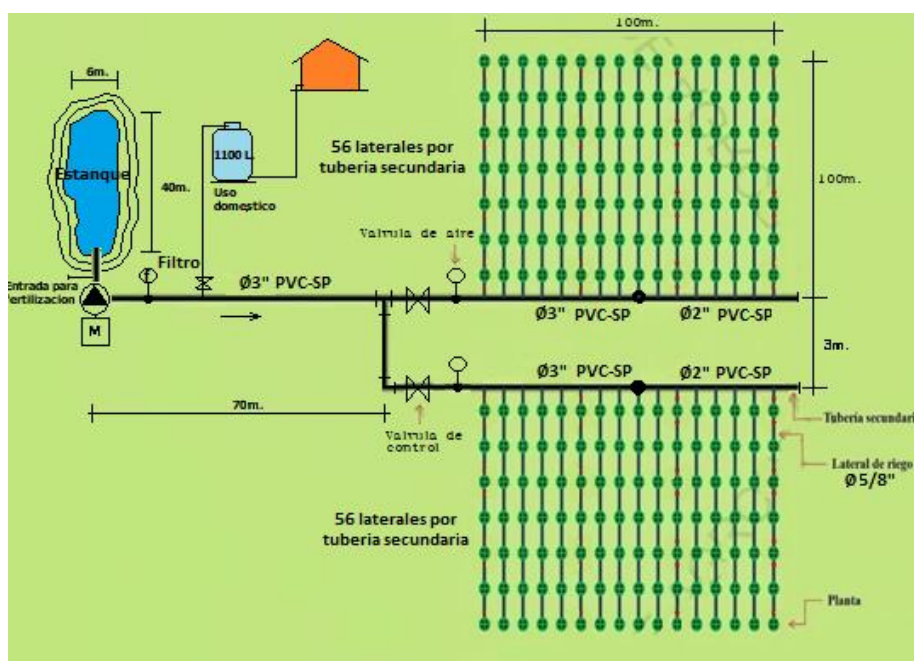 100m.
6m.
56 laterales por
tuberia secundaria
1100 L.
100m.
Estanque
40m.
Uso
domestico
Valvula de aire
Entrada para
fertilizacion
Filtro
Ø3" PVC-SP
Ø3" PVC-SP
Ø2" PVC-SP
M
3m.
Ø3" PVC-SP
Ø2" PVC-SP
70m.
Valvula de
control
Tuberia secundari
Lateral de riego
Ø5/8"
56 laterales por
tuberia secundaria
Planta